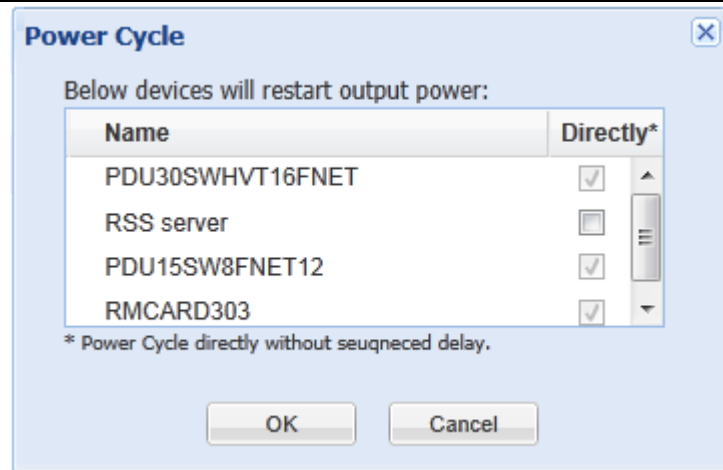 Power Cycle
Below devices will restart output power:
Name Directly*
PDU30SWHVT16FNET
RSS server
PDU15SW8FNET12
RMCARD303
* Power Cycle directly without seuqneced delay.
OK Cancel